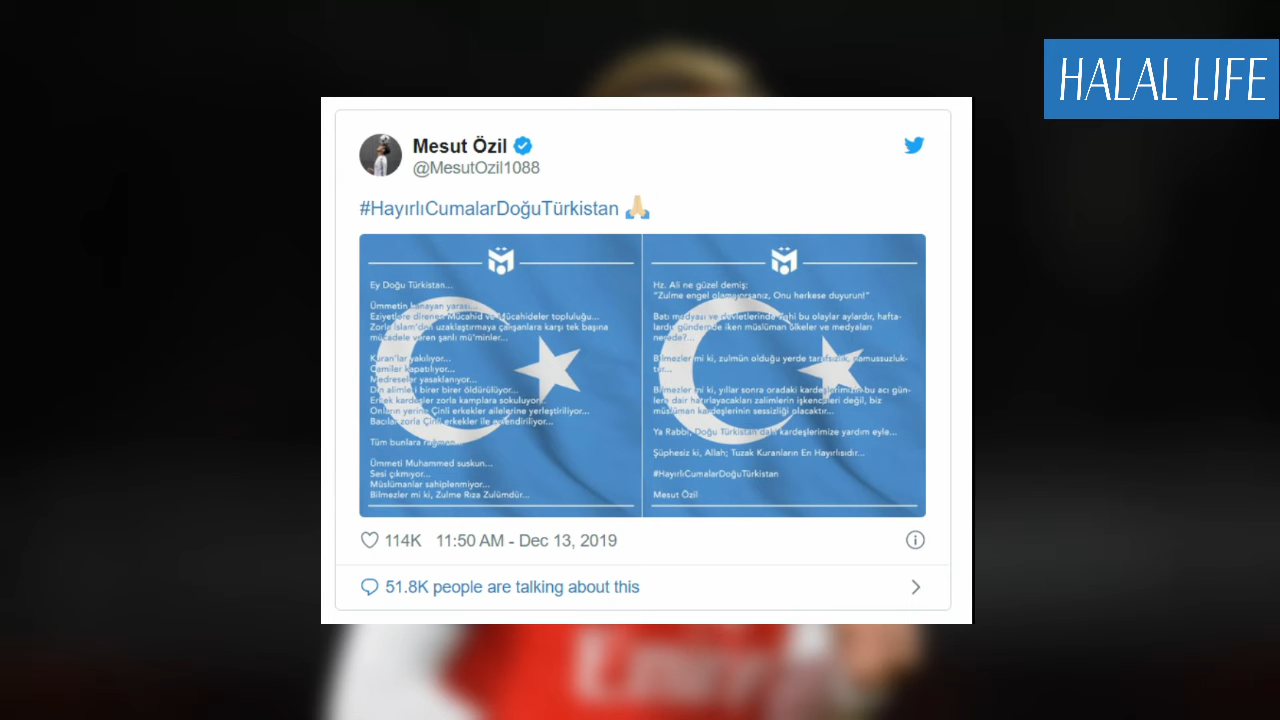 HALAL LIFE
Mesut Özil
@MesutOzil1088
#HayırlıCumalarDoğuTürkistan 🙏🏼
Ey Doğu Türkistan...
Ümmetin kanayan yarası...
Eziyetlere direnen Mücahid ve Mücahideler topluluğu...
Zorla İslam'dan uzaklaştırmaya çalışanlara karşı tek başına
mücadele veren şanlı mü'minler...
Kuran'lar yakılıyor...
Camiler kapatılıyor...
Medreseler yasaklanıyor...
Din alimleri birer birer öldürülüyor...
Erkek kardeşler zorla kamplara sokuluyor...
Onların yerine Çinli erkekler ailelerine yerleştiriliyor...
Bacılar zorla Çinli erkekler ile evlendiriliyor...
Tüm bunlara rağmen...
Ümmeti Muhammed suskun...
Sesi çıkmıyor...
Müslümanlar sahiplenmiyor...
Bilmezler mi ki, Zulme Rıza Zulümdür...
Hz. Ali ne güzel demiş:
"Zulme engel olamıyorsanız, Onu herkese duyurun!"
Batı medyası ve devletlerinde dahi bu olaylar aylardır, hafta-
lardır gündemde iken müslüman ülkeler ve medyaları
nerede?...
Bilmezler mi ki, zulmün olduğu yerde tarafsızlık, namussuzluk-
tur...
Bilmezler mi ki, yıllar sonra oradaki kardeşlerimizin bu acı gün-
lere dair hatırlayacakları zalimlerin işkenceleri değil, biz
müslüman kardeşlerinin sessizliği olacaktır...
Ya Rabbi, Doğu Türkistan'daki kardeşlerimize yardım eyle...
Şüphesiz ki, Allah; Tuzak Kuranların En Hayırlısıdır...
#HayırlıCumalarDoğuTürkistan
Mesut Özil
114K 11:50 AM - Dec 13, 2019
51.8K people are talking about this